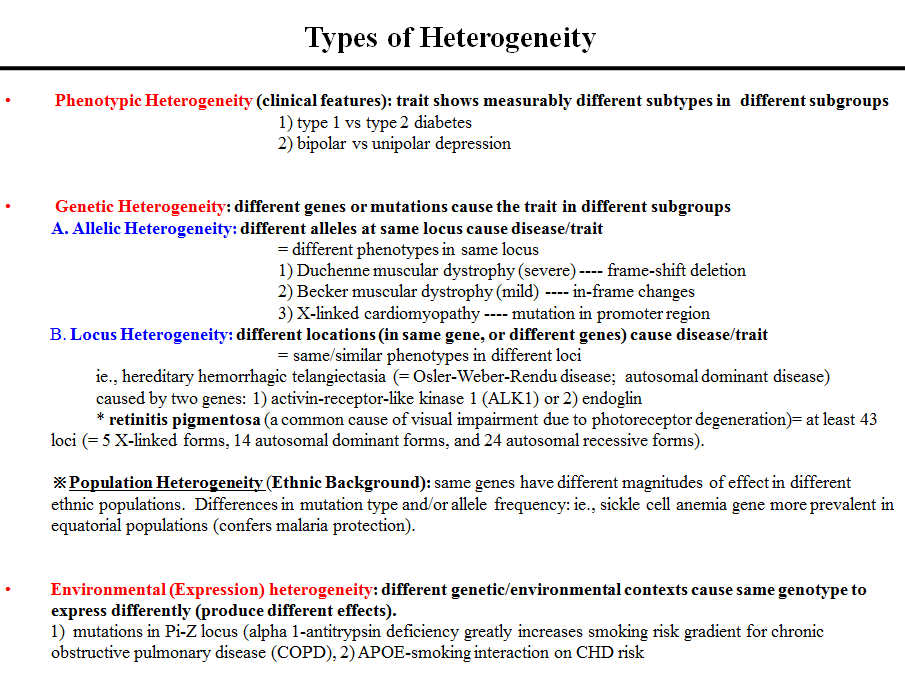 Types of Heterogeneity
• Phenotypic Heterogeneity (clinical features): trait shows measurably different subtypes in different subgroups
1) type 1 vs type 2 diabetes
2) bipolar vs unipolar depression
• Genetic Heterogeneity: different genes or mutations cause the trait in different subgroups
A. Allelic Heterogeneity: different alleles at same locus cause disease/trait
= different phenotypes in same locus
1) Duchenne muscular dystrophy (severe) ---- frame-shift deletion
2) Becker muscular dystrophy (mild) ---- in-frame changes
3) X-linked cardiomyopathy ---- mutation in promoter region
B. Locus Heterogeneity: different locations (in same gene, or different genes) cause disease/trait
= same/similar phenotypes in different loci
ie., hereditary hemorrhagic telangiectasia (= Osler-Weber-Rendu disease; autosomal dominant disease)
caused by two genes: 1) activin-receptor-like kinase 1 (ALK1) or 2) endoglin
* retinitis pigmentosa (a common cause of visual impairment due to photoreceptor degeneration)= at least 43
loci (= 5 X-linked forms, 14 autosomal dominant forms, and 24 autosomal recessive forms).
※Population Heterogeneity (Ethnic Background): same genes have different magnitudes of effect in different
ethnic populations. Differences in mutation type and/or allele frequency: ie., sickle cell anemia gene more prevalent in
equatorial populations (confers malaria protection).
• Environmental (Expression) heterogeneity: different genetic/environmental contexts cause same genotype to
express differently (produce different effects).
1) mutations in Pi-Z locus (alpha 1-antitrypsin deficiency greatly increases smoking risk gradient for chronic
obstructive pulmonary disease (COPD), 2) APOE-smoking interaction on CHD risk